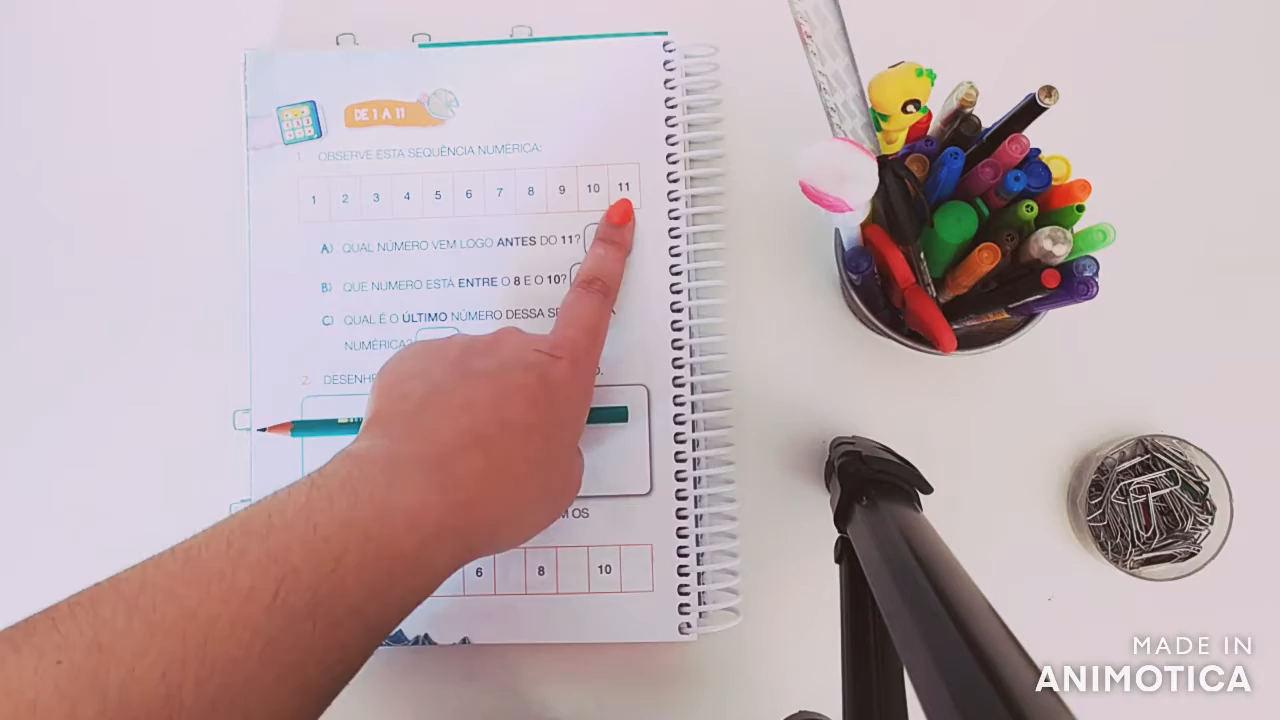 DE 1 A 11
1. OBSERVE ESTA SEQUÊNCIA NUMÉRICA:
1 2 3 4 5 6 7 8 9 10 11
A) QUAL NÚMERO VEM LOGO ANTES DO 11?
B) QUE NÚMERO ESTÁ ENTRE O 8 E O 10?
C) QUAL É O ÚLTIMO NÚMERO DESSA
NUMÉRICA?
2. DESENHE
OS
6 8 10
MADE IN
ANIMOTICA